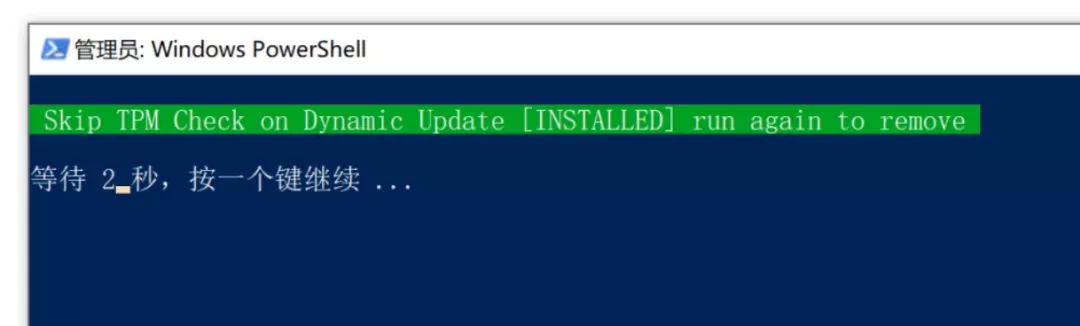 管理员: Windows PowerShell
Skip TPM Check on Dynamic Update [INSTALLED] run again to remove
等待 2 秒，按一个键继续 ...